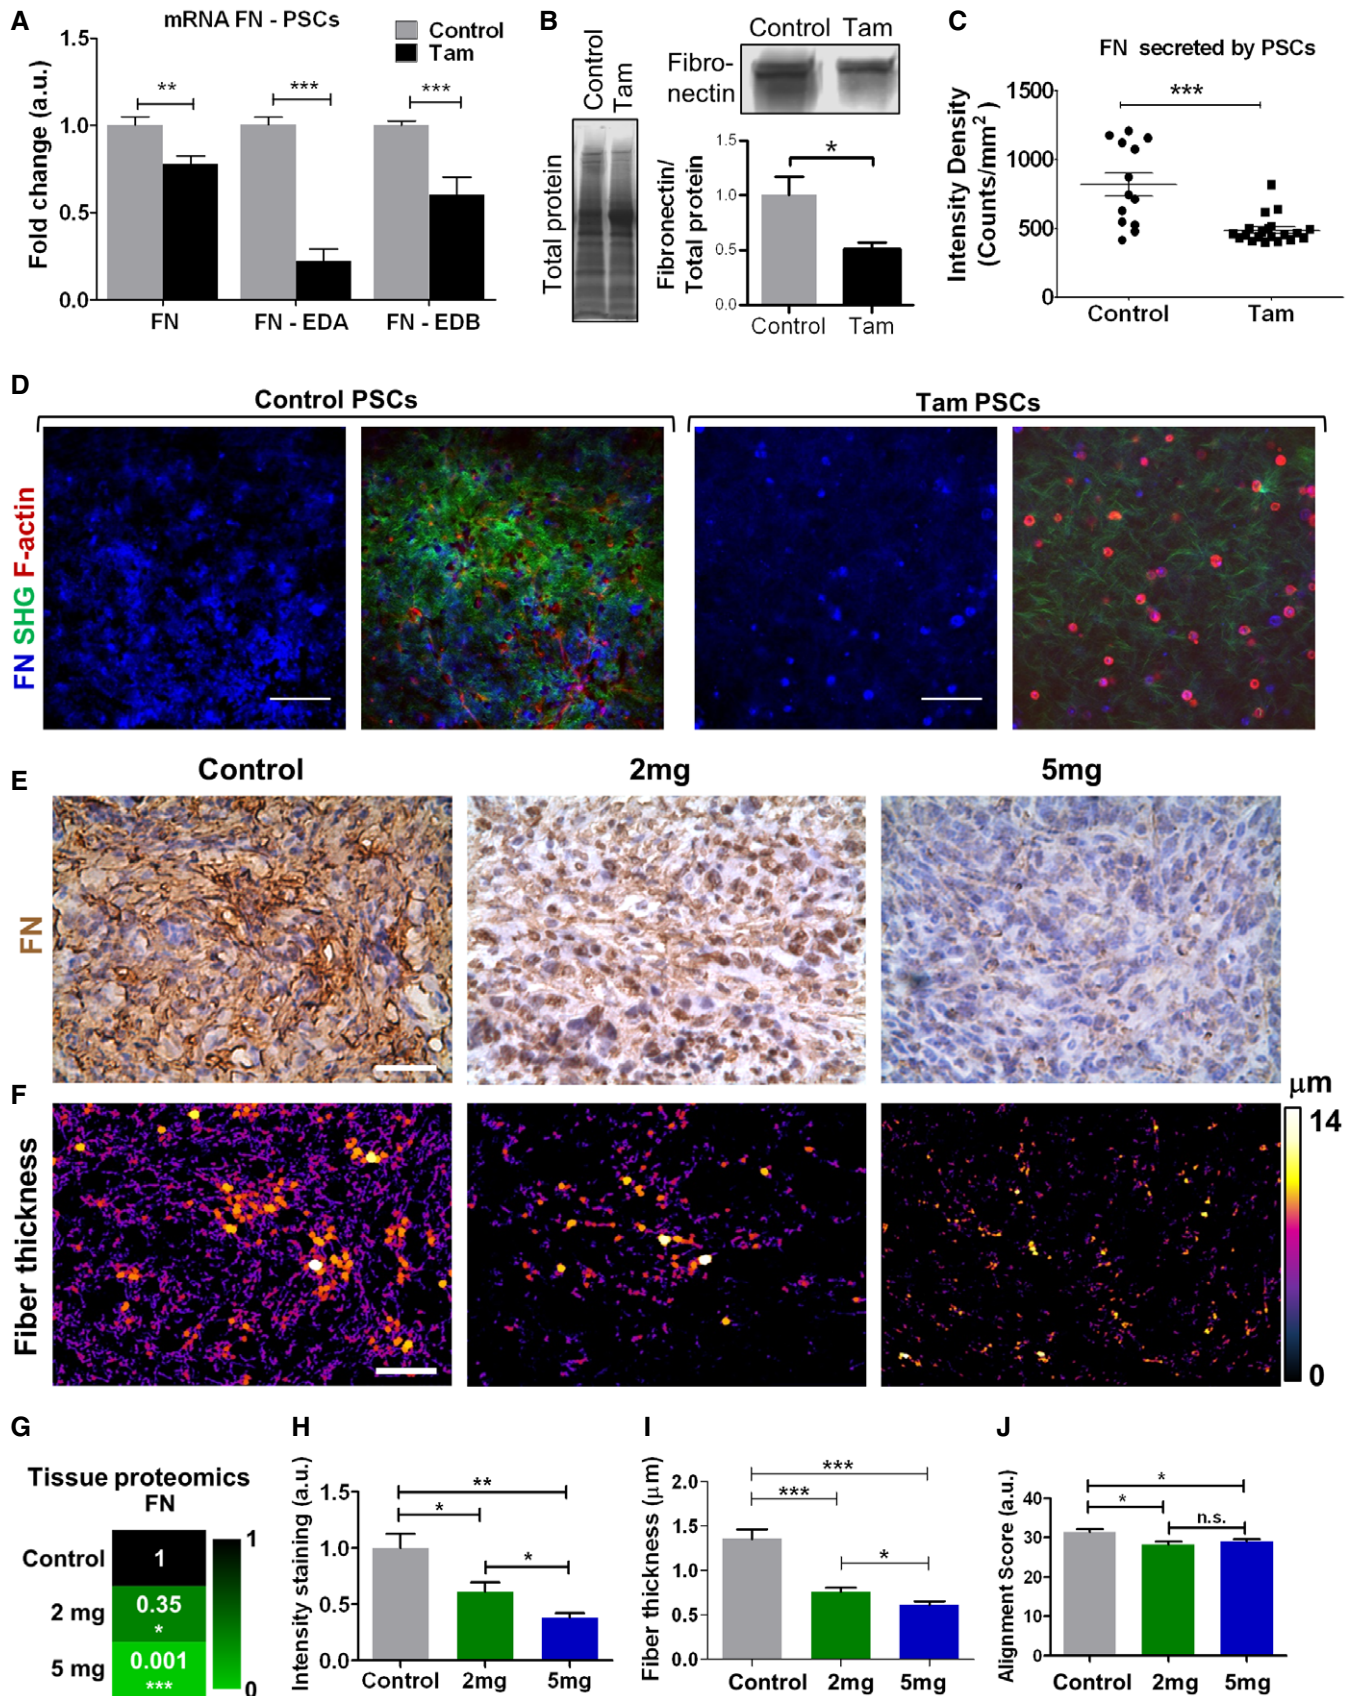 A
mRNA FN - PSCs
Control
Tam
Fold change (a.u.)
1.5
1.0
0.5
0.0
**
***
***
FN
FN - EDA
FN - EDB
B
Control
Tam
Total protein
Control Tam
Fibro-
nectin
Fibronectin/
Total protein
1.5
1.0
0.5
0.0
*
Control
Tam
C
FN secreted by PSCs
Intensity Density
(Counts/mm2 )
1500
1000
500
0
***
Control
Tam
D
Control PSCs
Tam PSCs
FN SHG F-actin
E
Control
2mg
5mg
FN
F
Fiber thickness
μm
14
0
G
Tissue proteomics
FN
Control
1
2 mg
0.35
*
5 mg
0.001
***
1
0
H
Intensity staining (a.u.)
1.5
1.0
0.5
0.0
**
*
*
Control
2mg
5mg
I
Fiber thickness (μm)
2.0
1.5
1.0
0.5
0.0
***
***
*
Control
2mg
5mg
J
Alignment Score (a.u.)
40
30
20
10
0
*
*
n.s.
Control
2mg
5mg